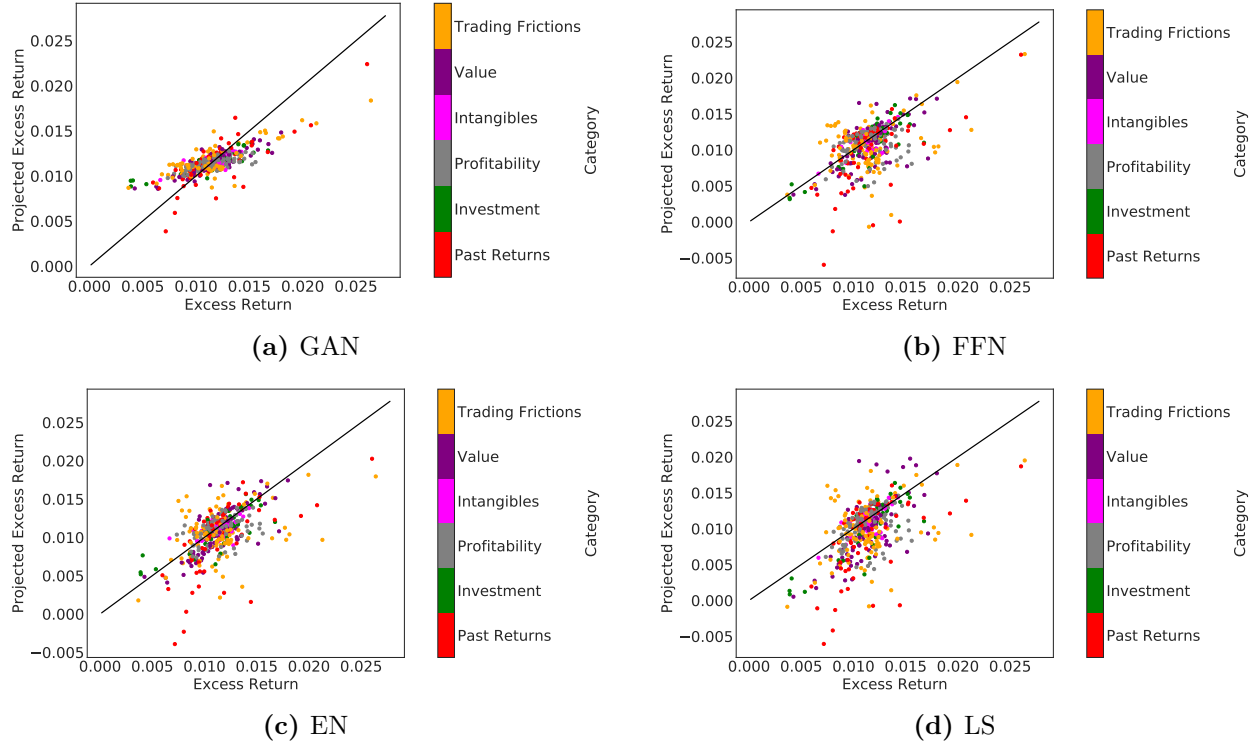 Projected Excess Return
0.025
0.020
0.015
0.010
0.005
0.000
0.000 0.005 0.010 0.015 0.020 0.025
Excess Return
Trading Frictions
Value
Intangibles
Profitability
Investment
Past Returns
Category
(a) GAN
Projected Excess Return
0.025
0.020
0.015
0.010
0.005
0.000
−0.005
0.000 0.005 0.010 0.015 0.020 0.025
Excess Return
Trading Frictions
Value
Intangibles
Profitability
Investment
Past Returns
Category
(b) FFN
Projected Excess Return
0.025
0.020
0.015
0.010
0.005
0.000
−0.005
0.000 0.005 0.010 0.015 0.020 0.025
Excess Return
Trading Frictions
Value
Intangibles
Profitability
Investment
Past Returns
Category
(c) EN
Projected Excess Return
0.025
0.020
0.015
0.010
0.005
0.000
−0.005
0.000 0.005 0.010 0.015 0.020 0.025
Excess Return
Trading Frictions
Value
Intangibles
Profitability
Investment
Past Returns
Category
(d) LS